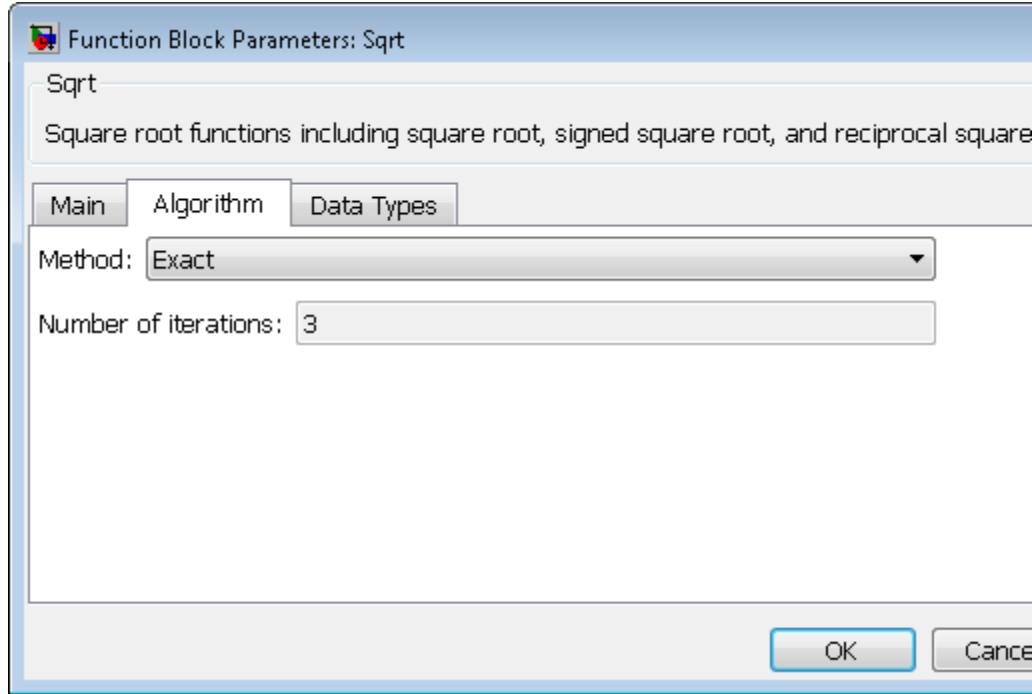 Function Block Parameters: Sqrt
Sqrt
Square root functions including square root, signed square root, and reciprocal square
Main Algorithm Data Types
Method: Exact
Number of iterations: 3
OK Cance